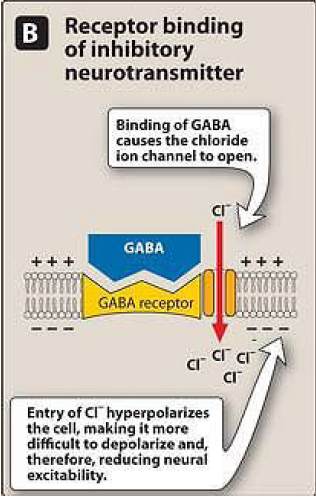 B Receptor binding
of inhibitory
neurotransmitter
Binding of GABA
causes the chloride
ion channel to open.
Cl⁻
GABA
+ + +
+ + +
GABA receptor
– – –
– – – –
Cl⁻ Cl⁻ Cl⁻
Cl⁻
Entry of Cl⁻ hyperpolarizes
the cell, making it more
difficult to depolarize and,
therefore, reducing neural
excitability.